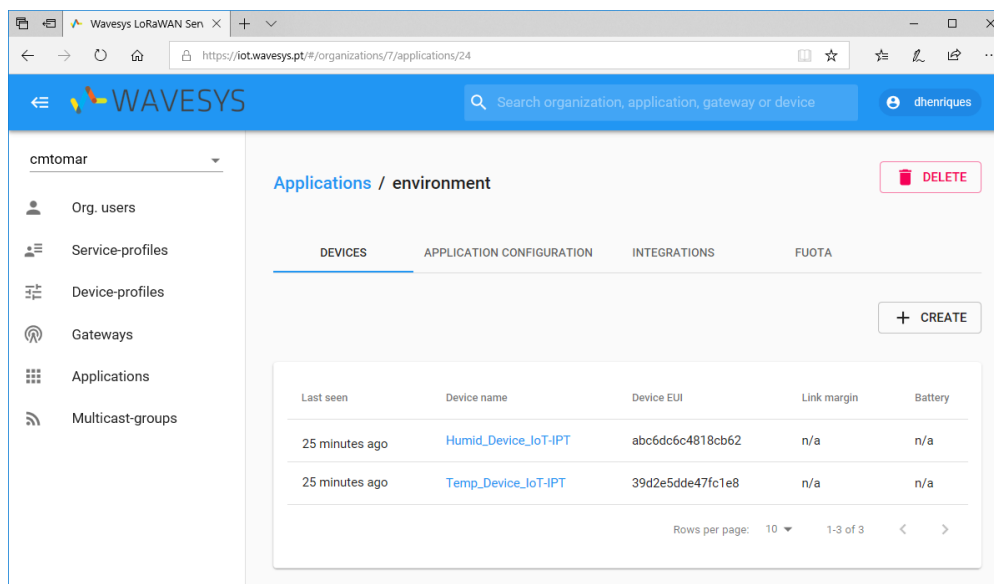 Wavesys LoRaWAN Serv
https://iot.wavesys.pt/#/organizations/7/applications/24
WAVESYS
Search organization, application, gateway or device
dhenriques
cmtomar
Org. users
Service-profiles
Device-profiles
Gateways
Applications
Multicast-groups
Applications / environment
DELETE
DEVICES APPLICATION CONFIGURATION INTEGRATIONS FUOTA
CREATE
Last seen Device name Device EUI Link margin Battery
25 minutes ago Humid_Device_IoT-IPT abc6dc6c4818cb62 n/a n/a
25 minutes ago Temp_Device_IoT-IPT 39d2e5dde47fc1e8 n/a n/a
Rows per page: 10 1-3 of 3